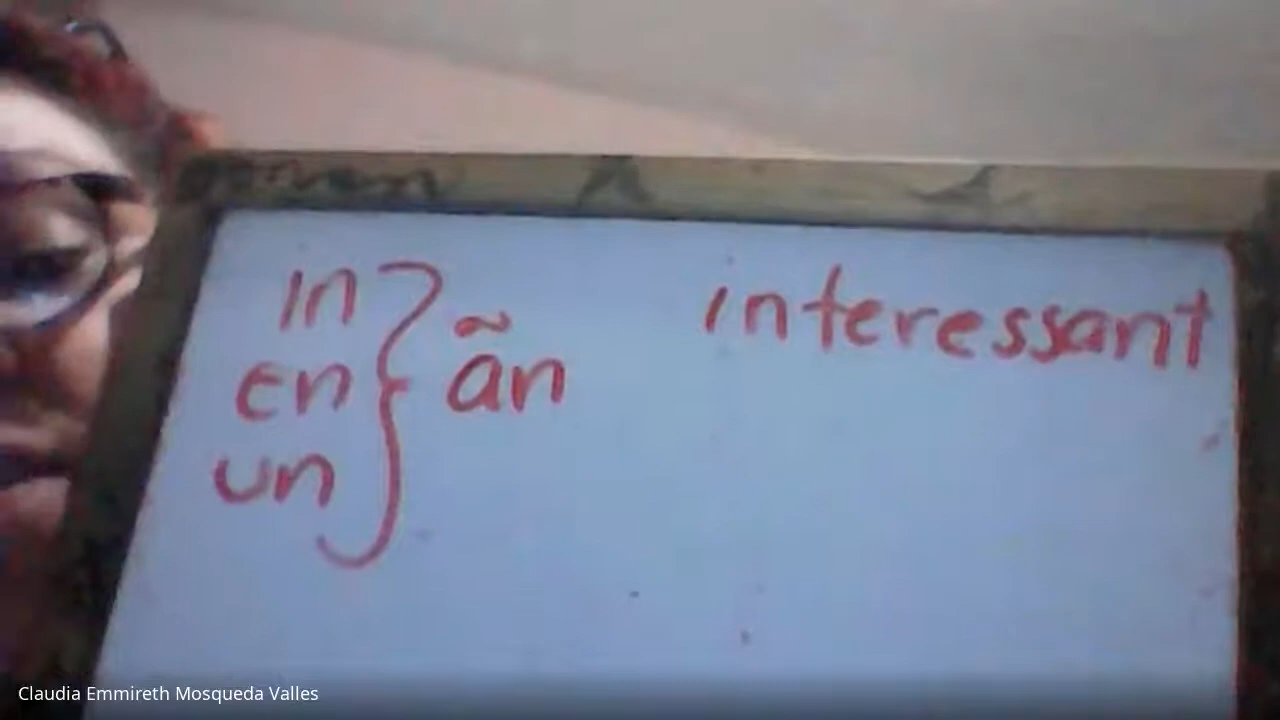 in
en
un
ãn
interessant
Claudia Emmireth Mosqueda Valles